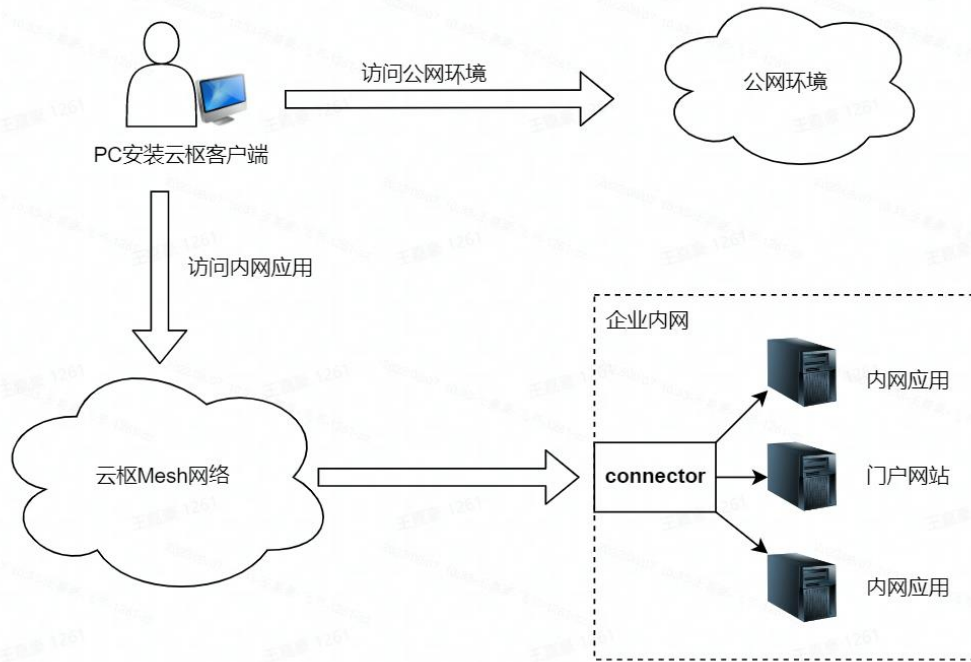 访问公网环境
公网环境
PC安装云枢客户端
访问内网应用
企业内网
内网应用
云枢Mesh网络
connector
门户网站
内网应用